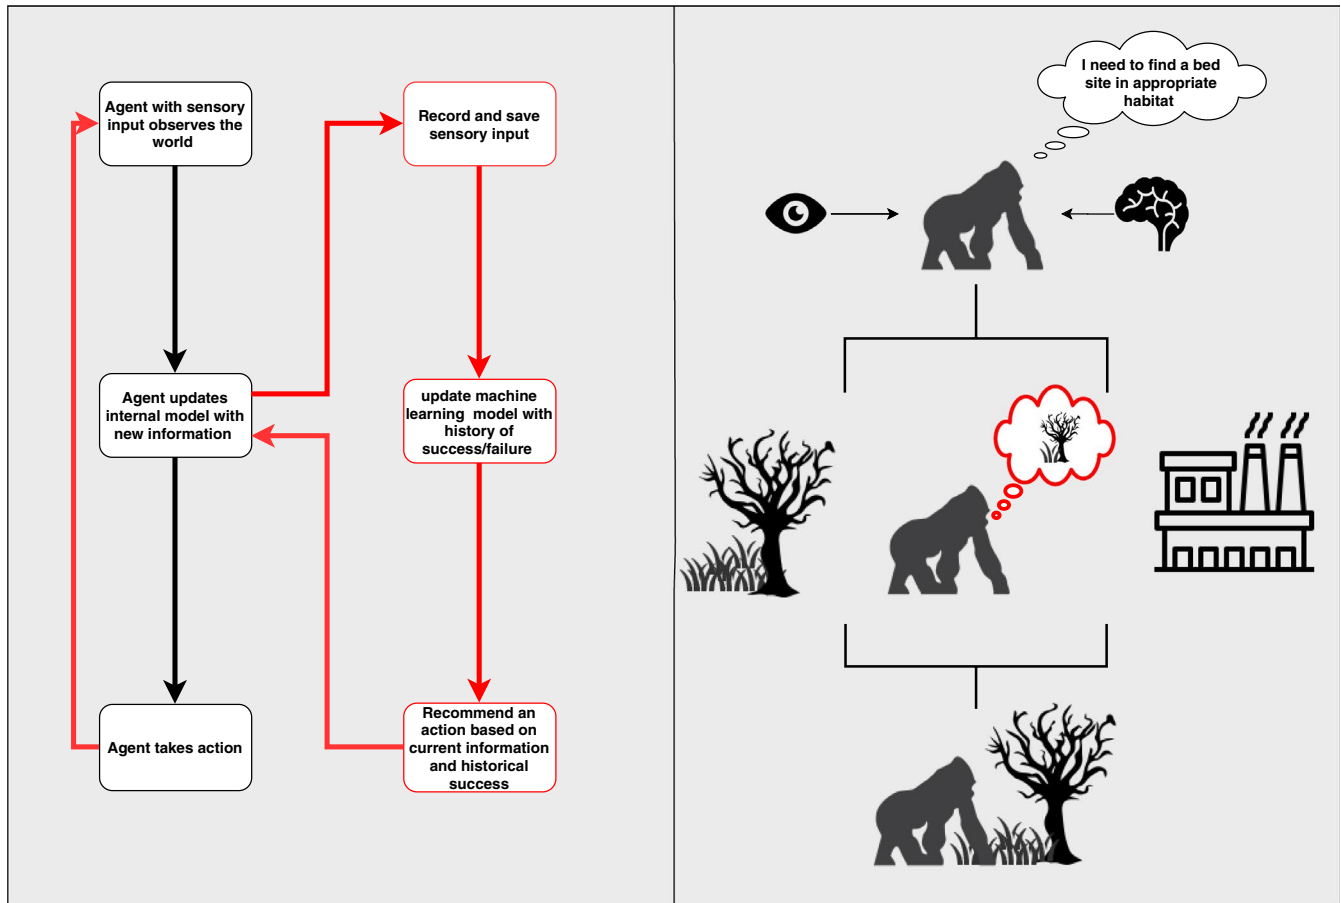 Agent with sensory
input observes the
world
Record and save
sensory input
Agent updates
internal model with
new information
update machine
learning model with
history of
success/failure
Agent takes action
Recommend an
action based on
current information
and historical
success
I need to find a bed
site in appropriate
habitat